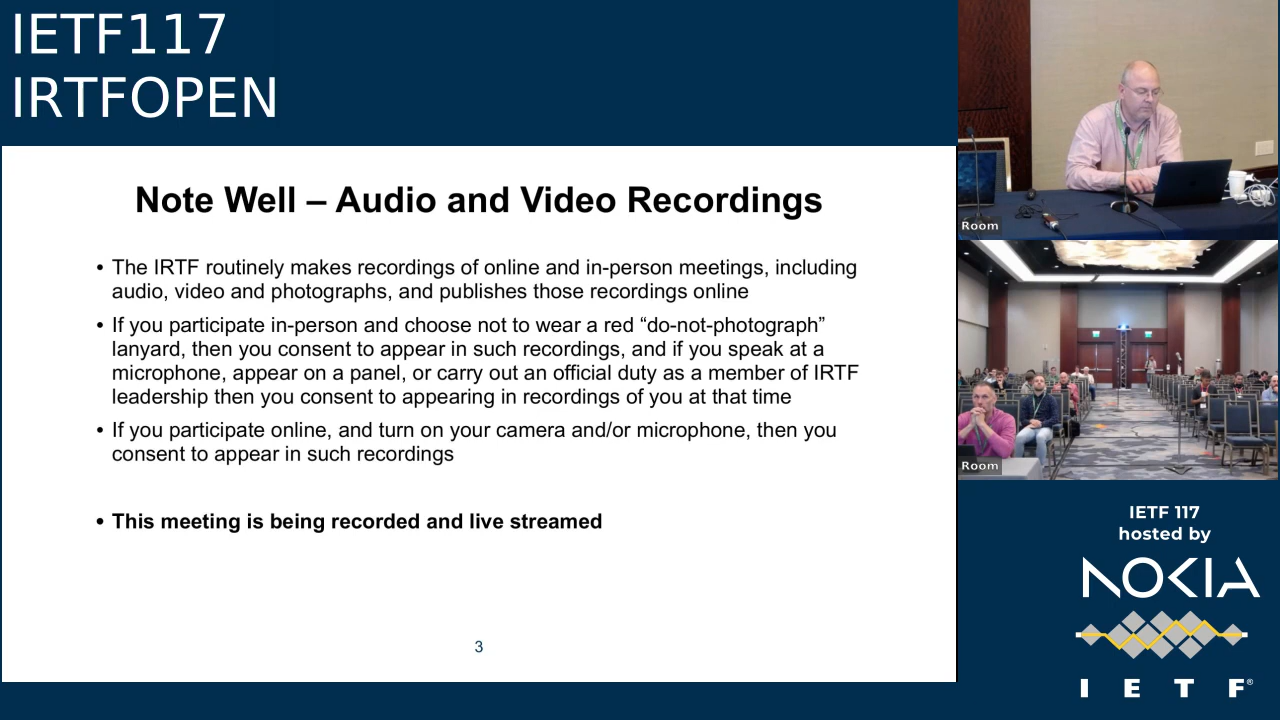 IETF117
IRTFOPEN
Note Well – Audio and Video Recordings
• The IRTF routinely makes recordings of online and in-person meetings, including
audio, video and photographs, and publishes those recordings online
• If you participate in-person and choose not to wear a red “do-not-photograph”
lanyard, then you consent to appear in such recordings, and if you speak at a
microphone, appear on a panel, or carry out an official duty as a member of IRTF
leadership then you consent to appearing in recordings of you at that time
• If you participate online, and turn on your camera and/or microphone, then you
consent to appear in such recordings
• This meeting is being recorded and live streamed
3
Room
Room
IETF 117
hosted by
NOKIA
I E T F®